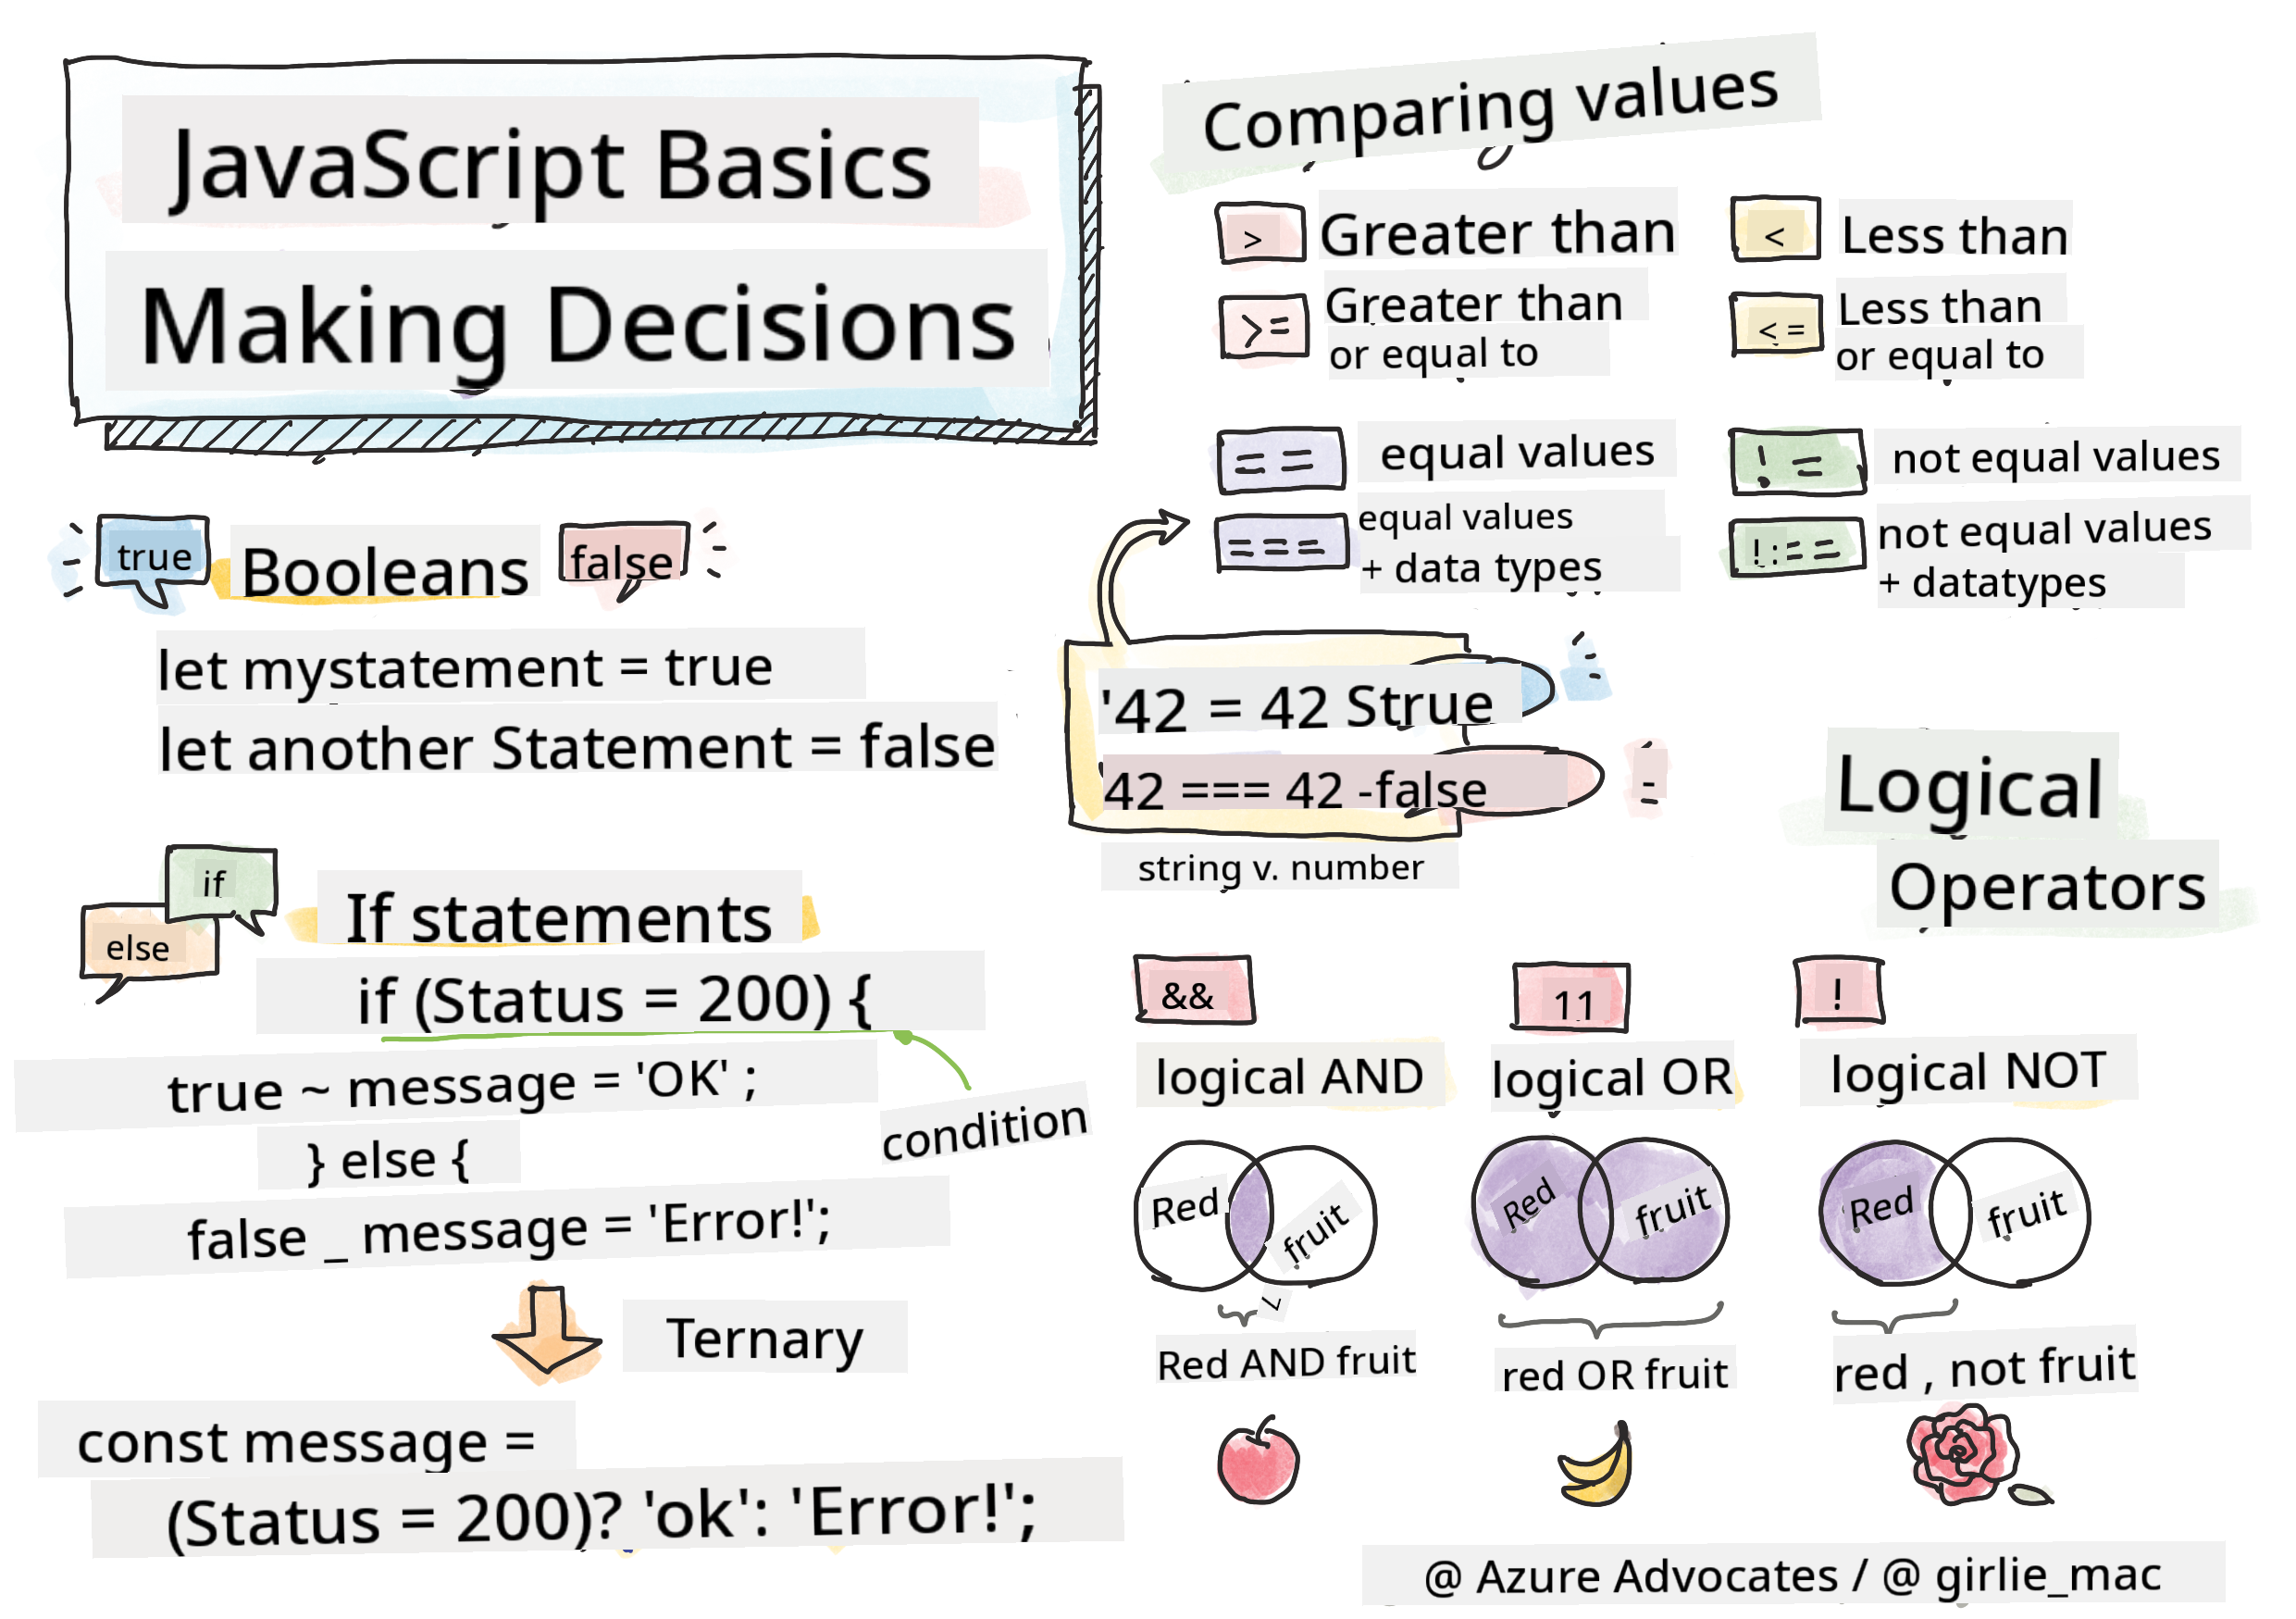 JavaScript Basics
Making Decisions
true
Booleans
false
let mystatement = true
let another Statement = false
if
else
If statements
if (Status = 200) {
true ~ message = 'OK' ;
condition
} else {
false _ message = 'Error!';
Ternary
const message =
(Status = 200)? 'ok': 'Error!';
Comparing values
> Greater than
< Less than
>= Greater than
or equal to
<= Less than
or equal to
== equal values
!= not equal values
=== equal values
+ data types
!:== not equal values
+ datatypes
'42 = 42 Strue
42 === 42 -false
-
string v. number
Logical
Operators
&&
11
!
logical AND
logical OR
logical NOT
Red
fruit
Red
fruit
Red
fruit
Red AND fruit
red OR fruit
red , not fruit
@ Azure Advocates / @ girlie_mac